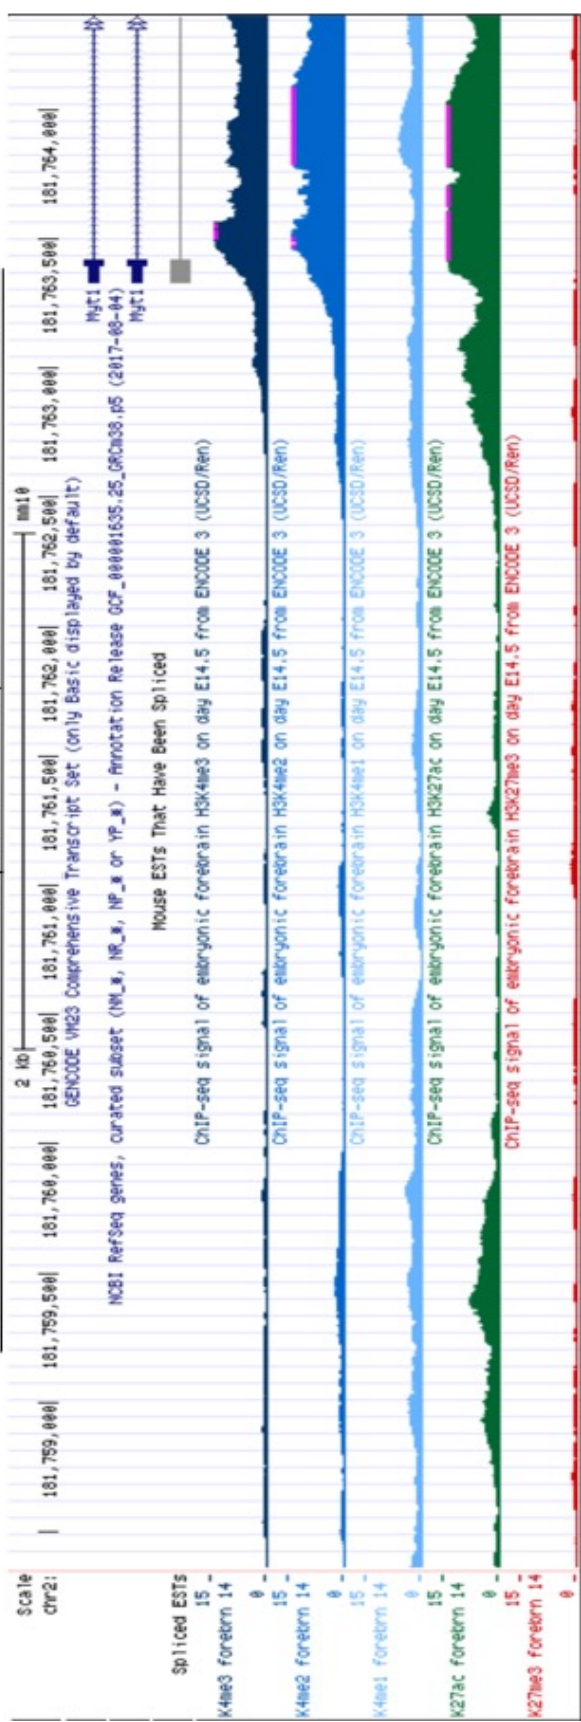 Scale
2 kb
mm10
chr2:
181,759,000|
181,759,500|
181,760,000|
181,760,500|
181,761,000|
181,761,500|
181,762,000|
181,762,500|
181,763,000|
181,763,500|
181,764,000|
GENCODE VM23 Comprehensive Transcript Set (only Basic displayed by default)
Myt1
NCBI RefSeq genes, curated subset (NM_*, NR_*, NP_* or YP_*) - Annotation Release GCF_000001635.25_GRCm38.p5 (2017-08-04)
Myt1
Mouse ESTs That Have Been Spliced
Spliced ESTs
ChIP-seq signal of embryonic forebrain H3K4me3 on day E14.5 from ENCODE 3 (UCSD/Ren)
15 -
K4me3 forebrn 14
0 -
ChIP-seq signal of embryonic forebrain H3K4me2 on day E14.5 from ENCODE 3 (UCSD/Ren)
15 -
K4me2 forebrn 14
0 -
ChIP-seq signal of embryonic forebrain H3K4me1 on day E14.5 from ENCODE 3 (UCSD/Ren)
15 -
K4me1 forebrn 14
0 -
ChIP-seq signal of embryonic forebrain H3K27ac on day E14.5 from ENCODE 3 (UCSD/Ren)
15 -
K27ac forebrn 14
0 -
ChIP-seq signal of embryonic forebrain H3K27me3 on day E14.5 from ENCODE 3 (UCSD/Ren)
15 -
K27me3 forebrn 14
0 -